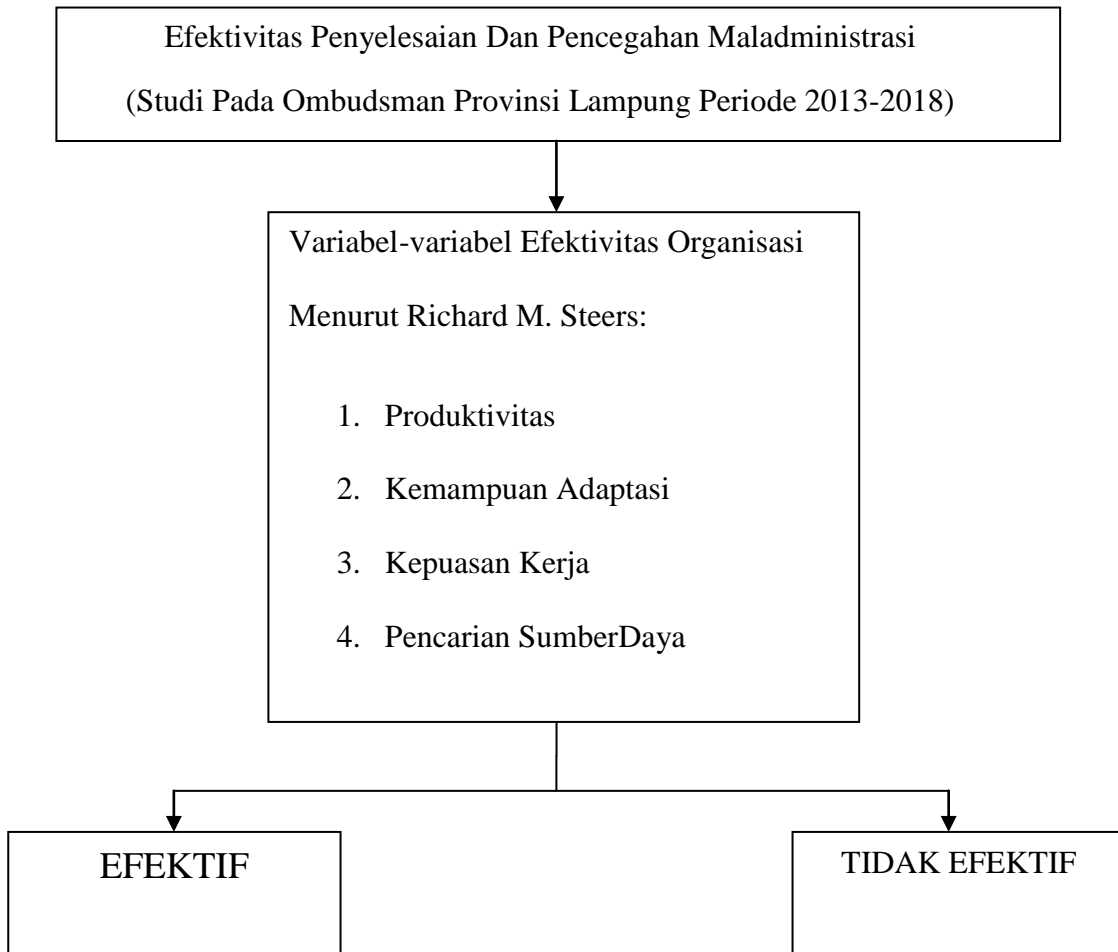 Efektivitas Penyelesaian Dan Pencegahan Maladministrasi
(Studi Pada Ombudsman Provinsi Lampung Periode 2013-2018)
Variabel-variabel Efektivitas Organisasi
Menurut Richard M. Steers:
1. Produktivitas
2. Kemampuan Adaptasi
3. Kepuasan Kerja
4. Pencarian SumberDaya
EFEKTIF
TIDAK EFEKTIF